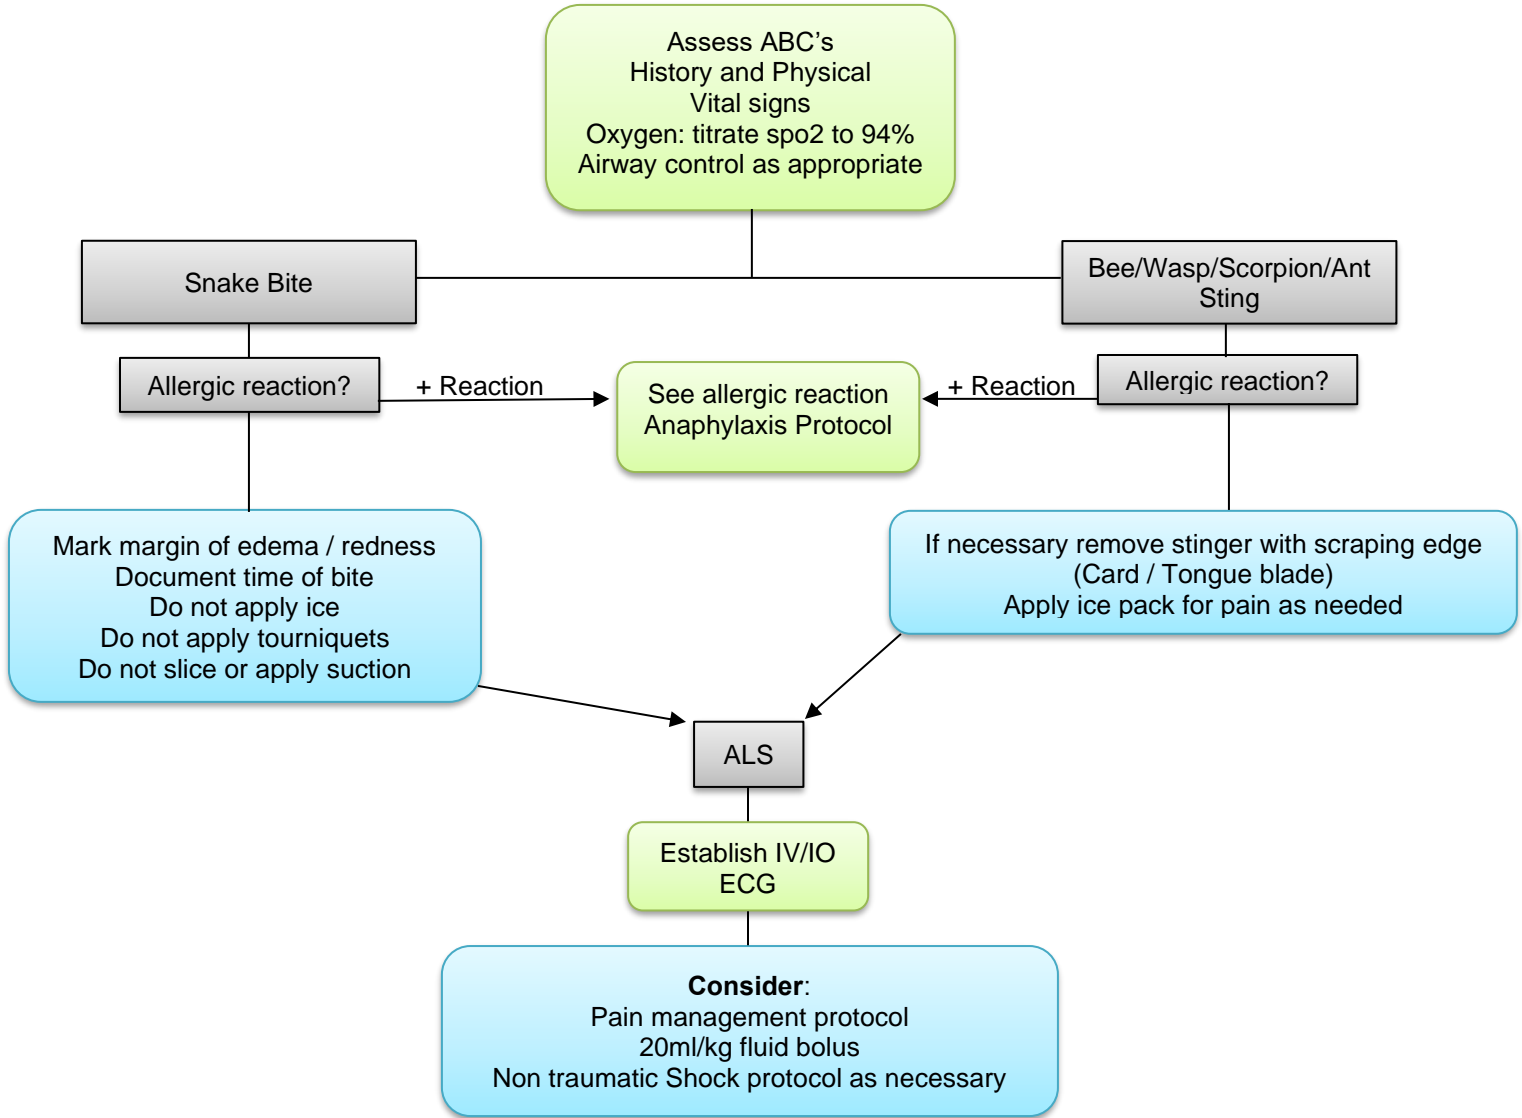 Assess ABC’s
History and Physical
Vital signs
Oxygen: titrate spo2 to 94%
Airway control as appropriate
Snake Bite
Bee/Wasp/Scorpion/Ant
Sting
Allergic reaction?
+ Reaction
See allergic reaction
Anaphylaxis Protocol
+ Reaction
Allergic reaction?
Mark margin of edema / redness
Document time of bite
Do not apply ice
Do not apply tourniquets
Do not slice or apply suction
If necessary remove stinger with scraping edge
(Card / Tongue blade)
Apply ice pack for pain as needed
ALS
Establish IV/IO
ECG
Consider:
Pain management protocol
20ml/kg fluid bolus
Non traumatic Shock protocol as necessary